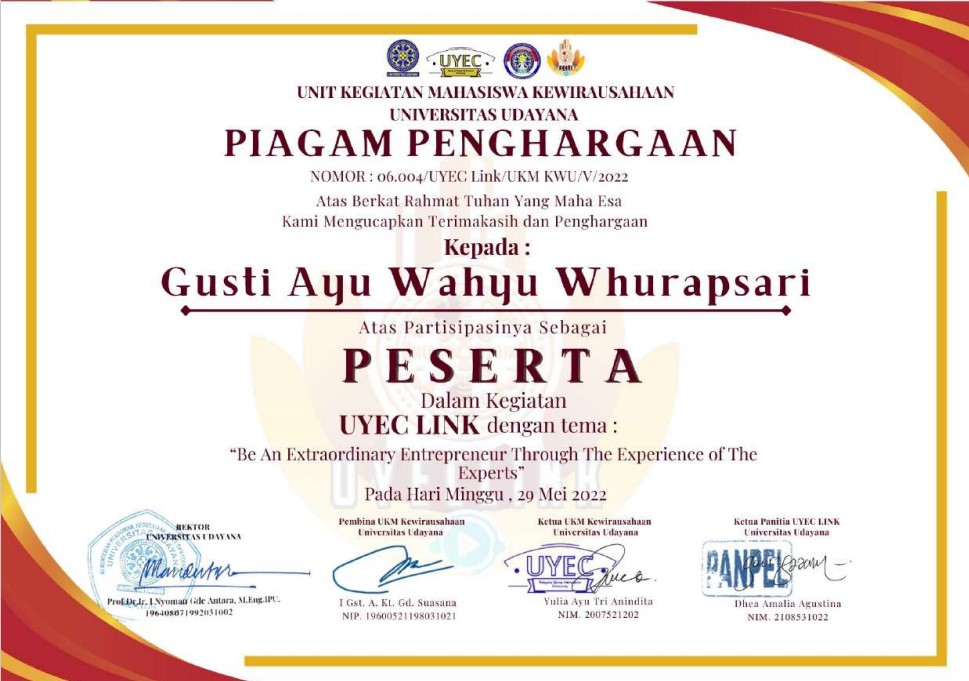 UYEC
UNIT KEGIATAN MAHASISWA KEWIRAUSAHAAN
UNIVERSITAS UDAYANA
PIAGAM PENGHARGAAN
NOMOR : 06.004/UYEC Link/UKM KWU/V/2022
Atas Berkat Rahmat Tuhan Yang Maha Esa
Kami Mengucapkan Terimakasih dan Penghargaan
Kepada :
Gusti Ayu Wahyu Whurapsari
Atas Partisipasinya Sebagai
PESERTA
Dalam Kegiatan
UYEC LINK dengan tema :
“Be An Extraordinary Entrepreneur Through The Experience of The
Experts”
UYEC LINK
Pada Hari Minggu , 29 Mei 2022
REKTOR
UNIVERSITAS UDAYANA
Prof.Dr.Ir. I Nyoman Gde Antara, M.Eng.IPU.
196408071992031002
Pembina UKM Kewirausahaan
Universitas Udayana
I Gst. A. Kt. Gd. Suasana
NIP. 19600521198031021
Ketua UKM Kewirausahaan
Universitas Udayana
UYEC
Yulia Ayu Tri Anindita
NIM. 2007521202
Ketua Panitia UYEC LINK
Universitas Udayana
PANPEL
Dhea Amalia Agustina
NIM. 2108531022